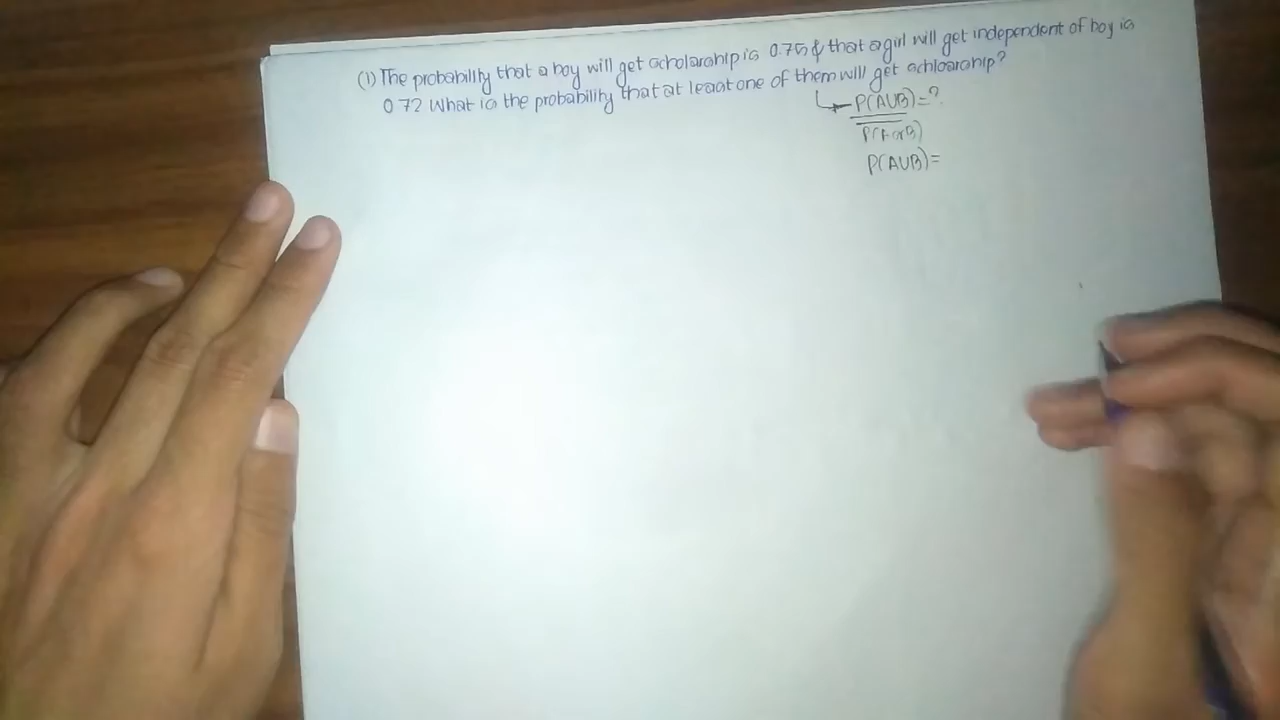 (1) The probability that a boy will get scholarship is 0.75 & that a girl will get independent of boy is
0.72 What is the probability that at least one of them will get schloarship?
P(AUB)=?
P(A or B)
P(AUB)=